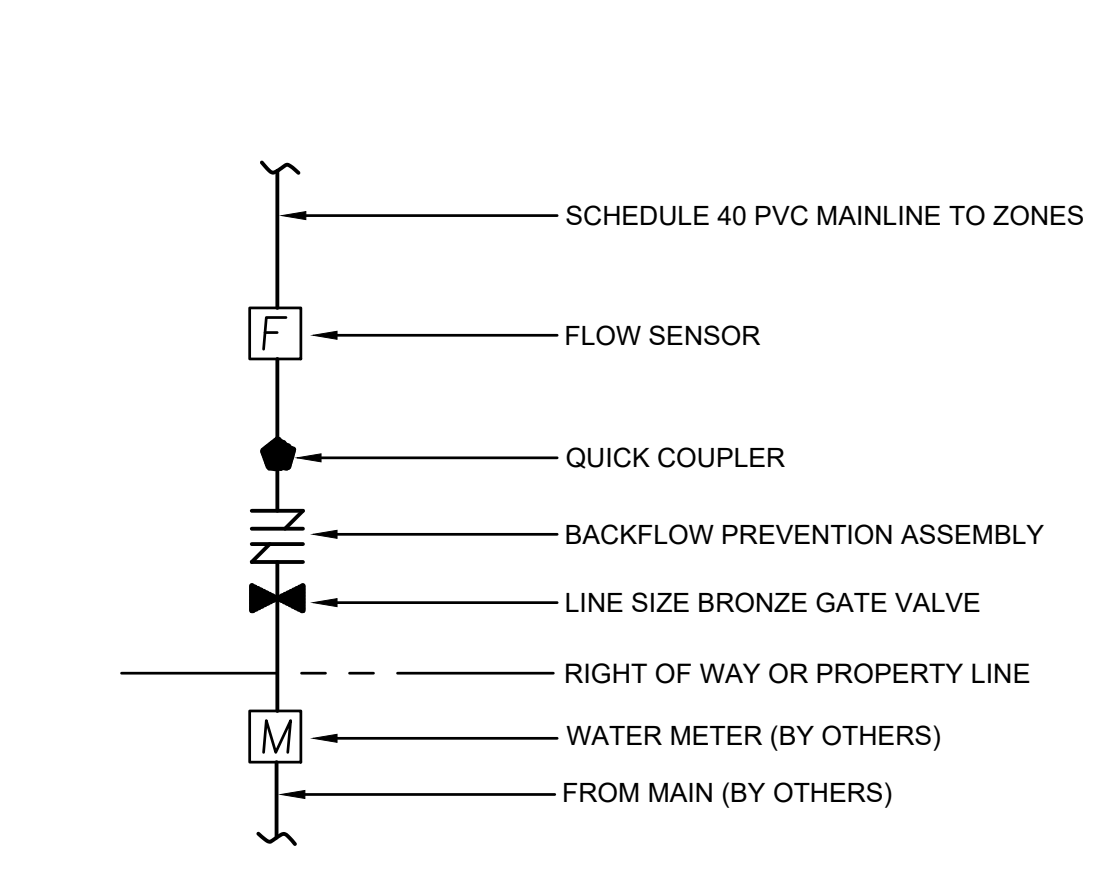 SCHEDULE 40 PVC MAINLINE TO ZONES
F
FLOW SENSOR
QUICK COUPLER
BACKFLOW PREVENTION ASSEMBLY
LINE SIZE BRONZE GATE VALVE
RIGHT OF WAY OR PROPERTY LINE
M
WATER METER (BY OTHERS)
FROM MAIN (BY OTHERS)